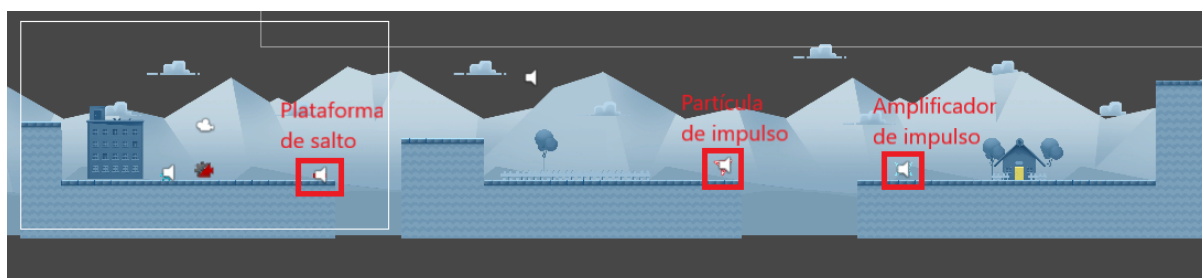 Plataforma
de salto
Partícula
de impulso
Amplificador
de impulso